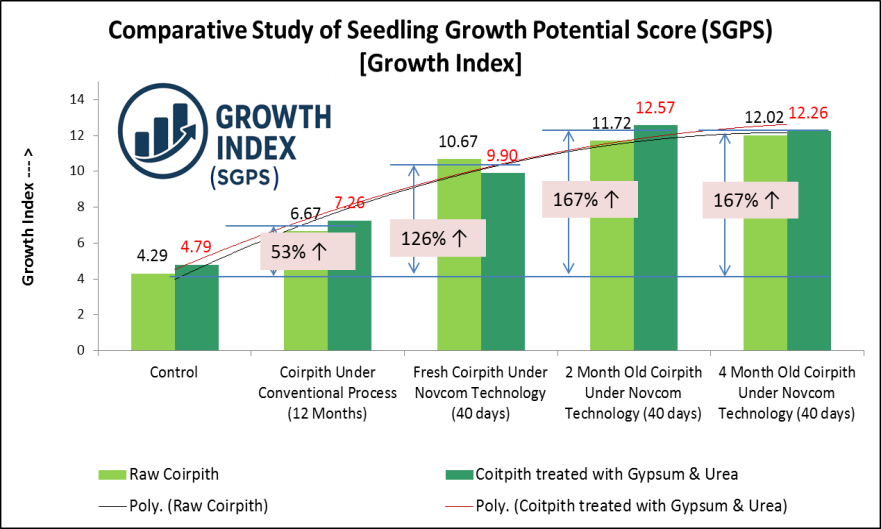 Comparative Study of Seedling Growth Potential Score (SGPS)
[Growth Index]
Growth Index --- >
14
12
10
8
6
4
2
0
GROWTH
INDEX
(SGPS)
4.29
4.79
6.67
7.26
10.67
9.90
11.72
12.57
12.02
12.26
53% ↑
126% ↑
167% ↑
167% ↑
Control
Coirpith Under
Conventional Process
(12 Months)
Fresh Coirpith Under
Novcom Technology
(40 days)
2 Month Old Coirpith
Under Novcom
Technology (40 days)
4 Month Old Coirpith
Under Novcom
Technology (40 days)
Raw Coirpith
Coitpith treated with Gypsum & Urea
Poly. (Raw Coirpith)
Poly. (Coitpith treated with Gypsum & Urea)